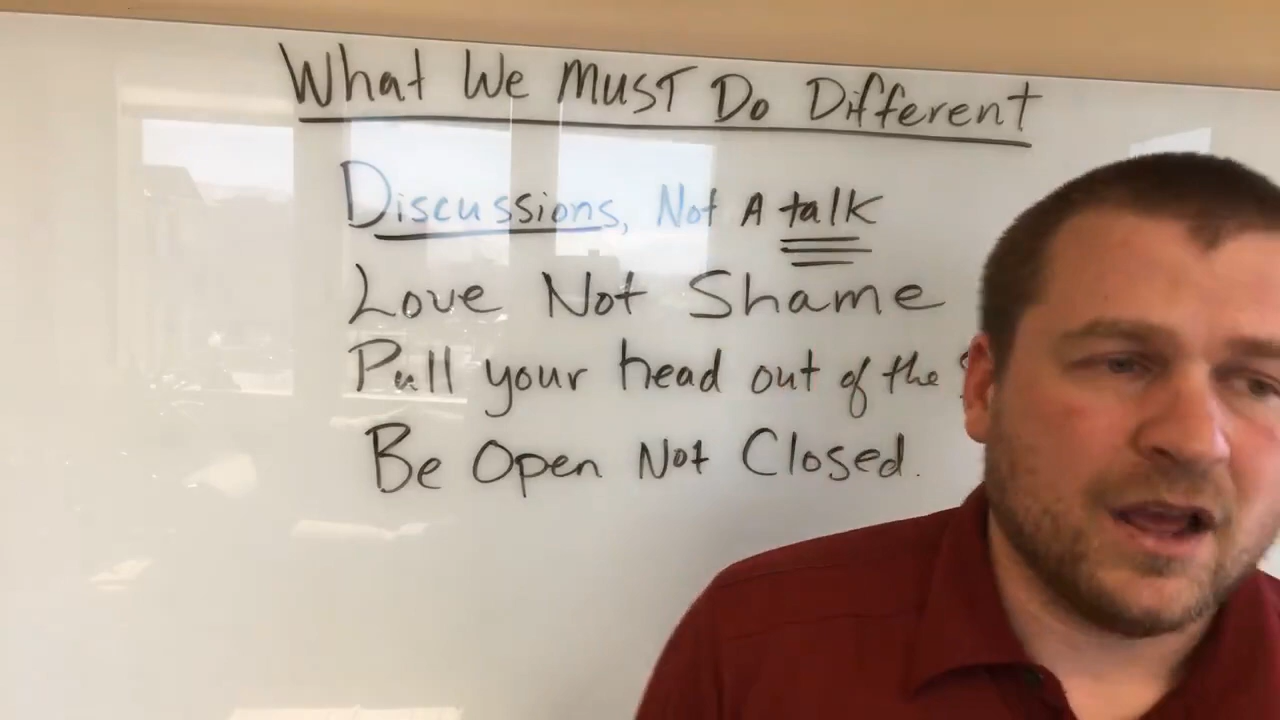 What We MUST Do Different
Discussions, Not A talk
Love Not Shame
Pull your head out of the
Be Open Not Closed.